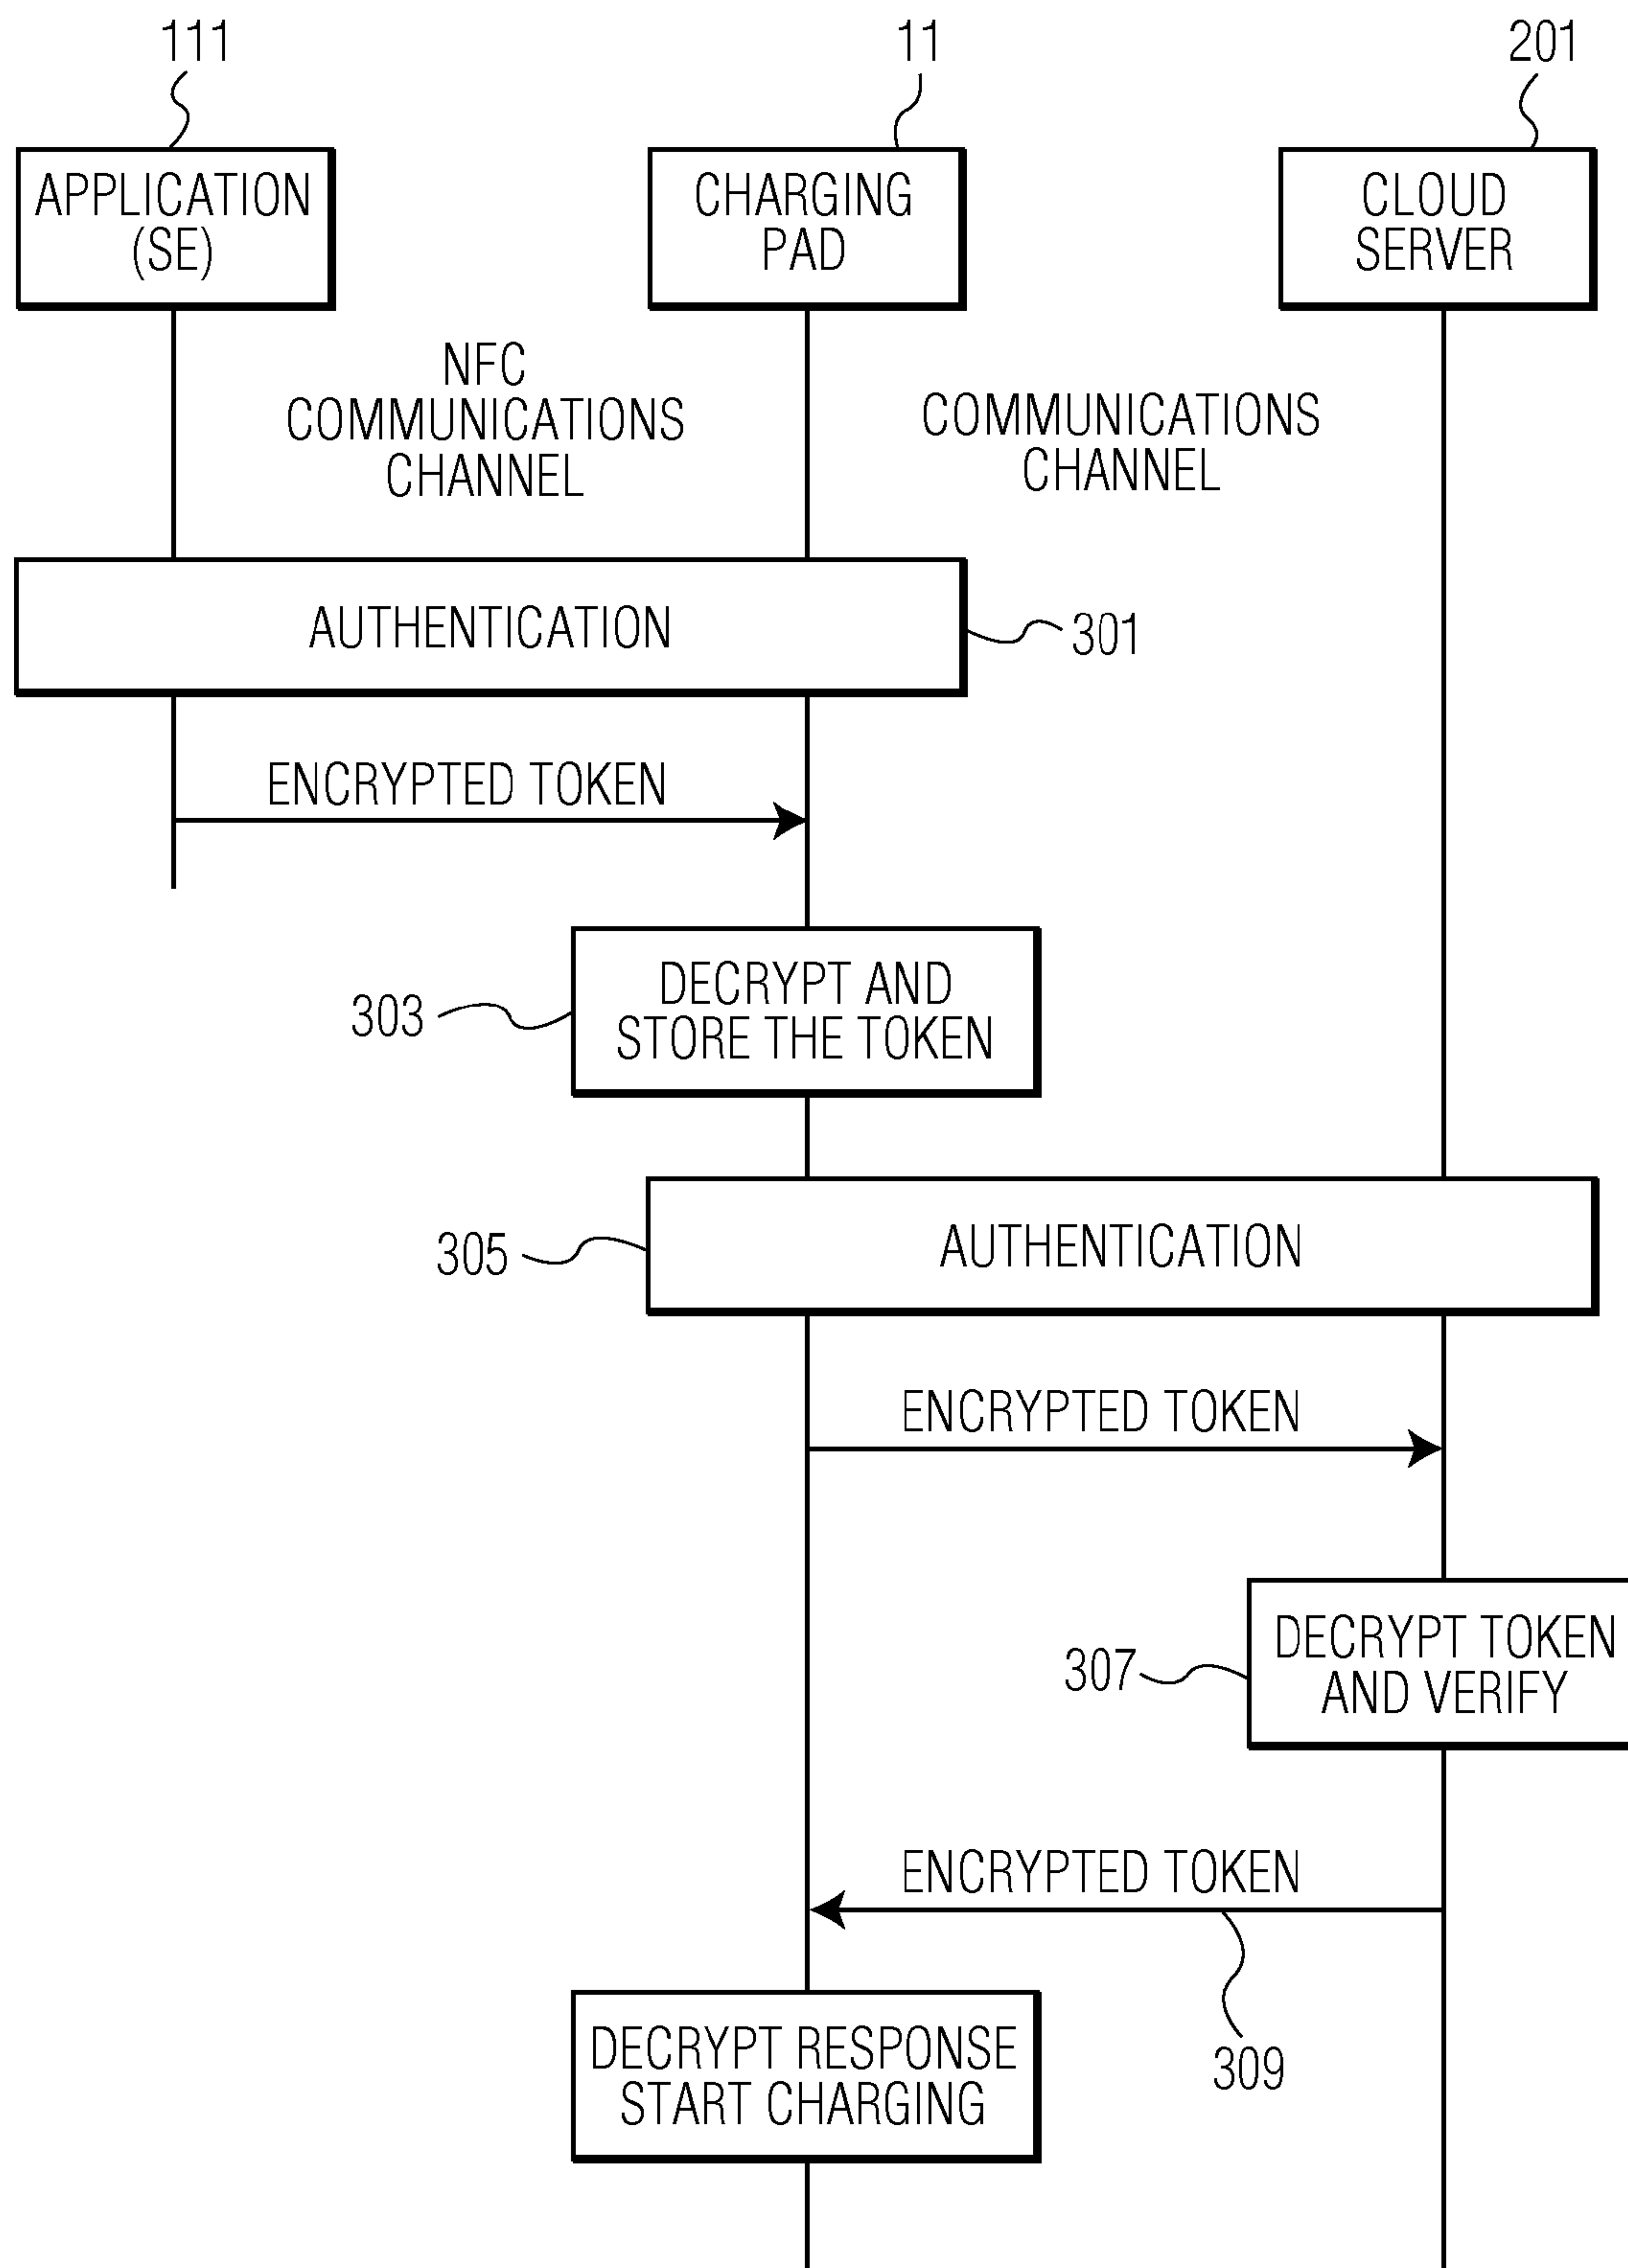 111
11
201
APPLICATION
(SE)
CHARGING
PAD
CLOUD
SERVER
NFC
COMMUNICATIONS
CHANNEL
COMMUNICATIONS
CHANNEL
AUTHENTICATION
301
ENCRYPTED TOKEN
DECRYPT AND
STORE THE TOKEN
303
AUTHENTICATION
305
ENCRYPTED TOKEN
DECRYPT TOKEN
AND VERIFY
307
ENCRYPTED TOKEN
309
DECRYPT RESPONSE
START CHARGING